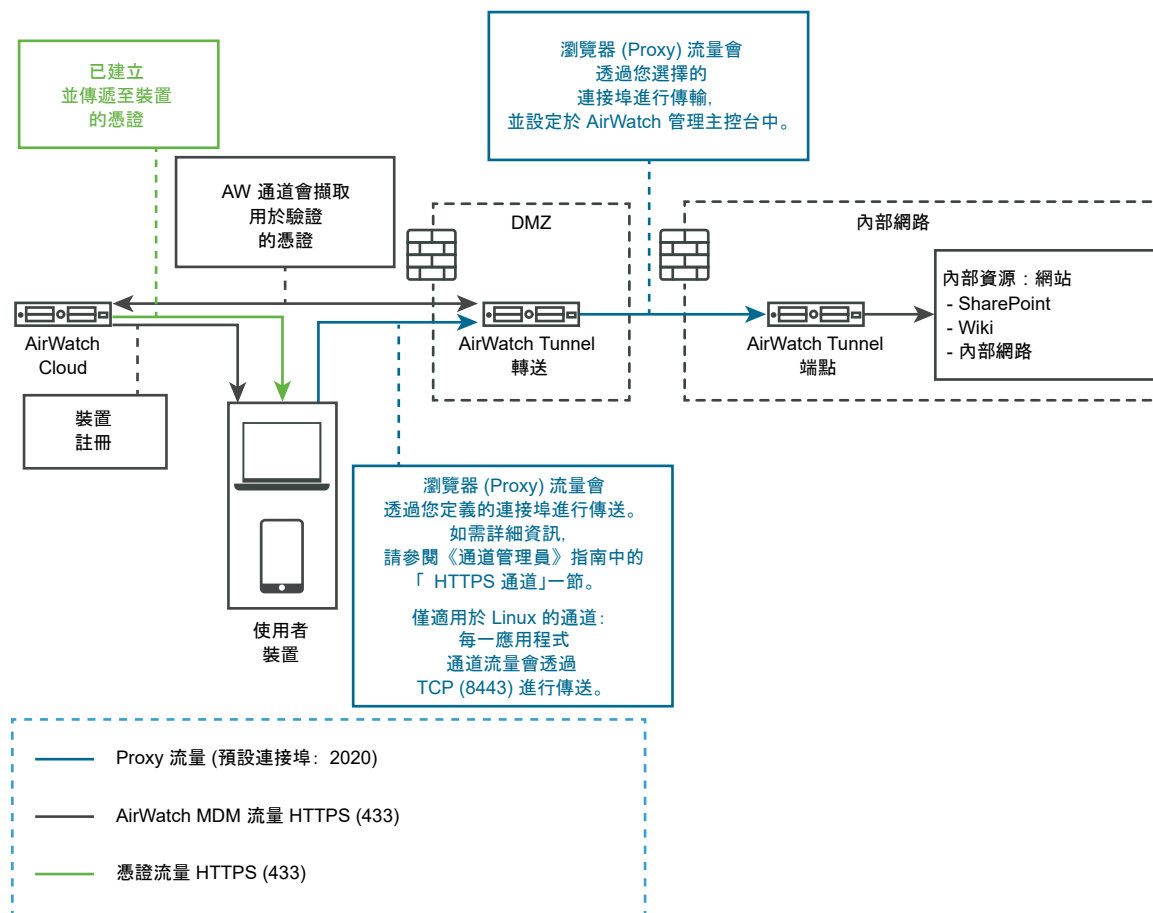 已建立
並傳遞至裝置
的憑證
瀏覽器 (Proxy) 流量會
透過您選擇的
連接埠進行傳輸,
並設定於 AirWatch 管理主控台中。
AW 通道會擷取
用於驗證
的憑證
DMZ
內部網路
內部資源：網站
- SharePoint
- Wiki
- 內部網路
AirWatch
Cloud
AirWatch Tunnel
轉送
AirWatch Tunnel
端點
裝置
註冊
使用者
裝置
瀏覽器 (Proxy) 流量會
透過您定義的連接埠進行傳送。
如需詳細資訊,
請參閱《通道管理員》指南中的
「 HTTPS 通道」一節。
僅適用於 Linux 的通道：
每一應用程式
通道流量會透過
TCP (8443) 進行傳送。
Proxy 流量 (預設連接埠：2020)
AirWatch MDM 流量 HTTPS (433)
憑證流量 HTTPS (433)